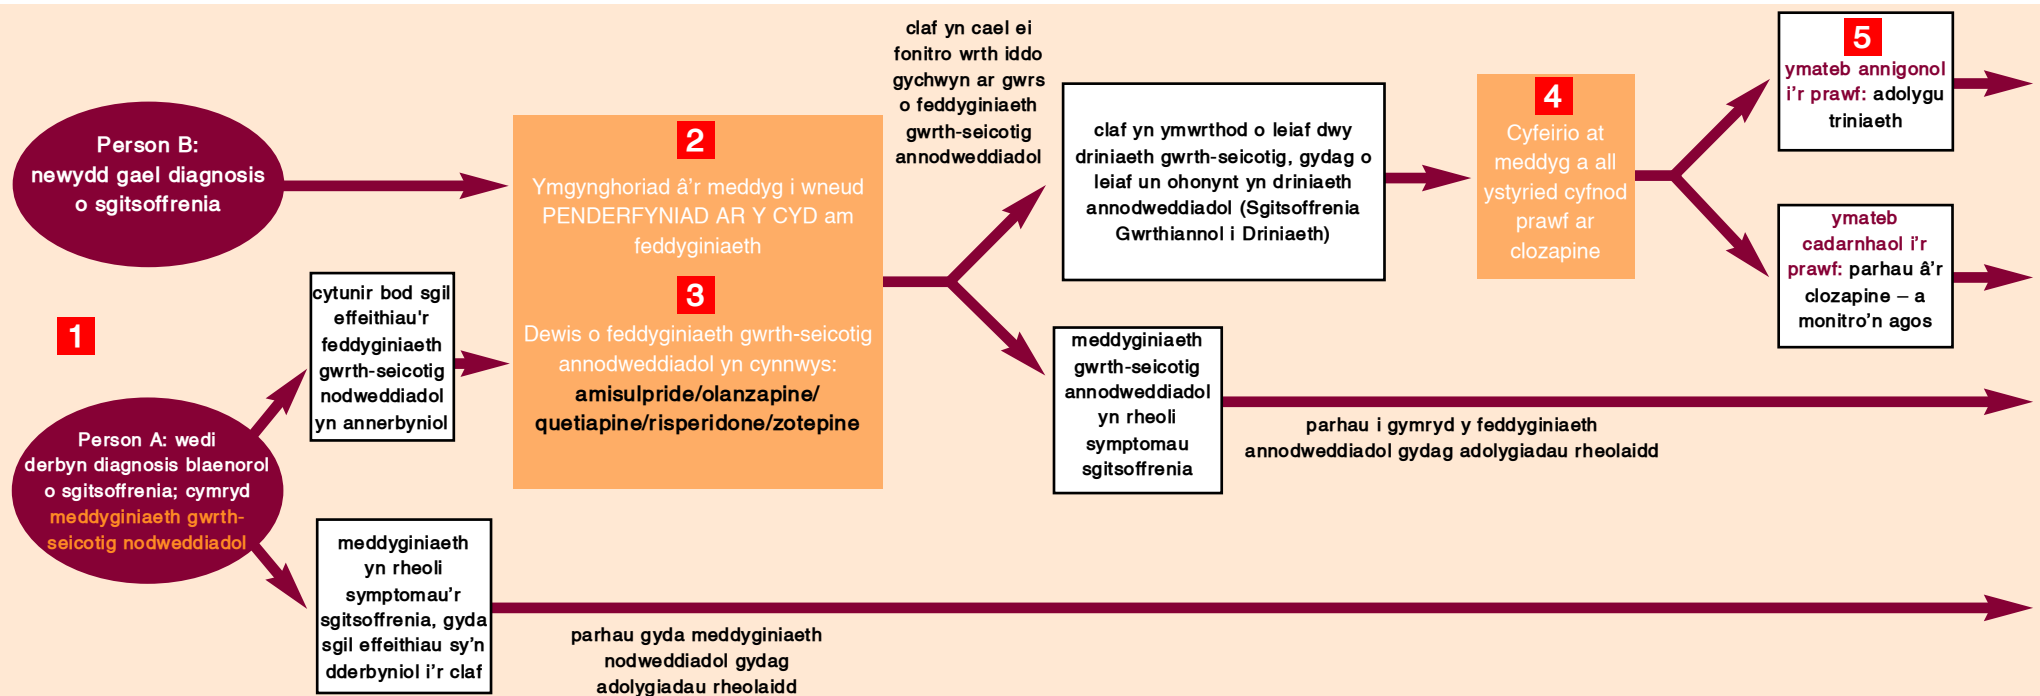 1
Person B:
newydd gael diagnosis
o sgitsoffrenia
Person A: wedi
derbyn diagnosis blaenorol
o sgitsoffrenia; cymryd
meddyginiaeth gwrth-
seicotig nodweddiadol
cytunir bod sgil
effeithiau'r
feddyginiaeth
gwrth-seicotig
nodweddiadol
yn annerbyniol
meddyginiaeth
yn rheoli
symptomau’r
sgitsoffrenia, gyda
sgil effeithiau sy’n
dderbyniol i’r claf
parhau gyda meddyginiaeth
nodweddiadol gydag
adolygiadau rheolaidd
2
Ymgynghoriad â’r meddyg i wneud
PENDERFYNIAD AR Y CYD am
feddyginiaeth
3
Dewis o feddyginiaeth gwrth-seicotig
annodweddiadol yn cynnwys:
amisulpride/olanzapine/
quetiapine/risperidone/zotepine
claf yn cael ei
fonitro wrth iddo
gychwyn ar gwrs
o feddyginiaeth
gwrth-seicotig
annodweddiadol
claf yn ymwrthod o leiaf dwy
driniaeth gwrth-seicotig, gydag o
leiaf un ohonynt yn driniaeth
annodweddiadol (Sgitsoffrenia
Gwrthiannol i Driniaeth)
meddyginiaeth
gwrth-seicotig
annodweddiadol
yn rheoli
symptomau
sgitsoffrenia
parhau i gymryd y feddyginiaeth
annodweddiadol gydag adolygiadau rheolaidd
4
Cyfeirio at
meddyg a all
ystyried cyfnod
prawf ar
clozapine
5
ymateb annigonol
i’r prawf: adolygu
triniaeth
ymateb
cadarnhaol i’r
prawf: parhau â’r
clozapine – a
monitro’n agos